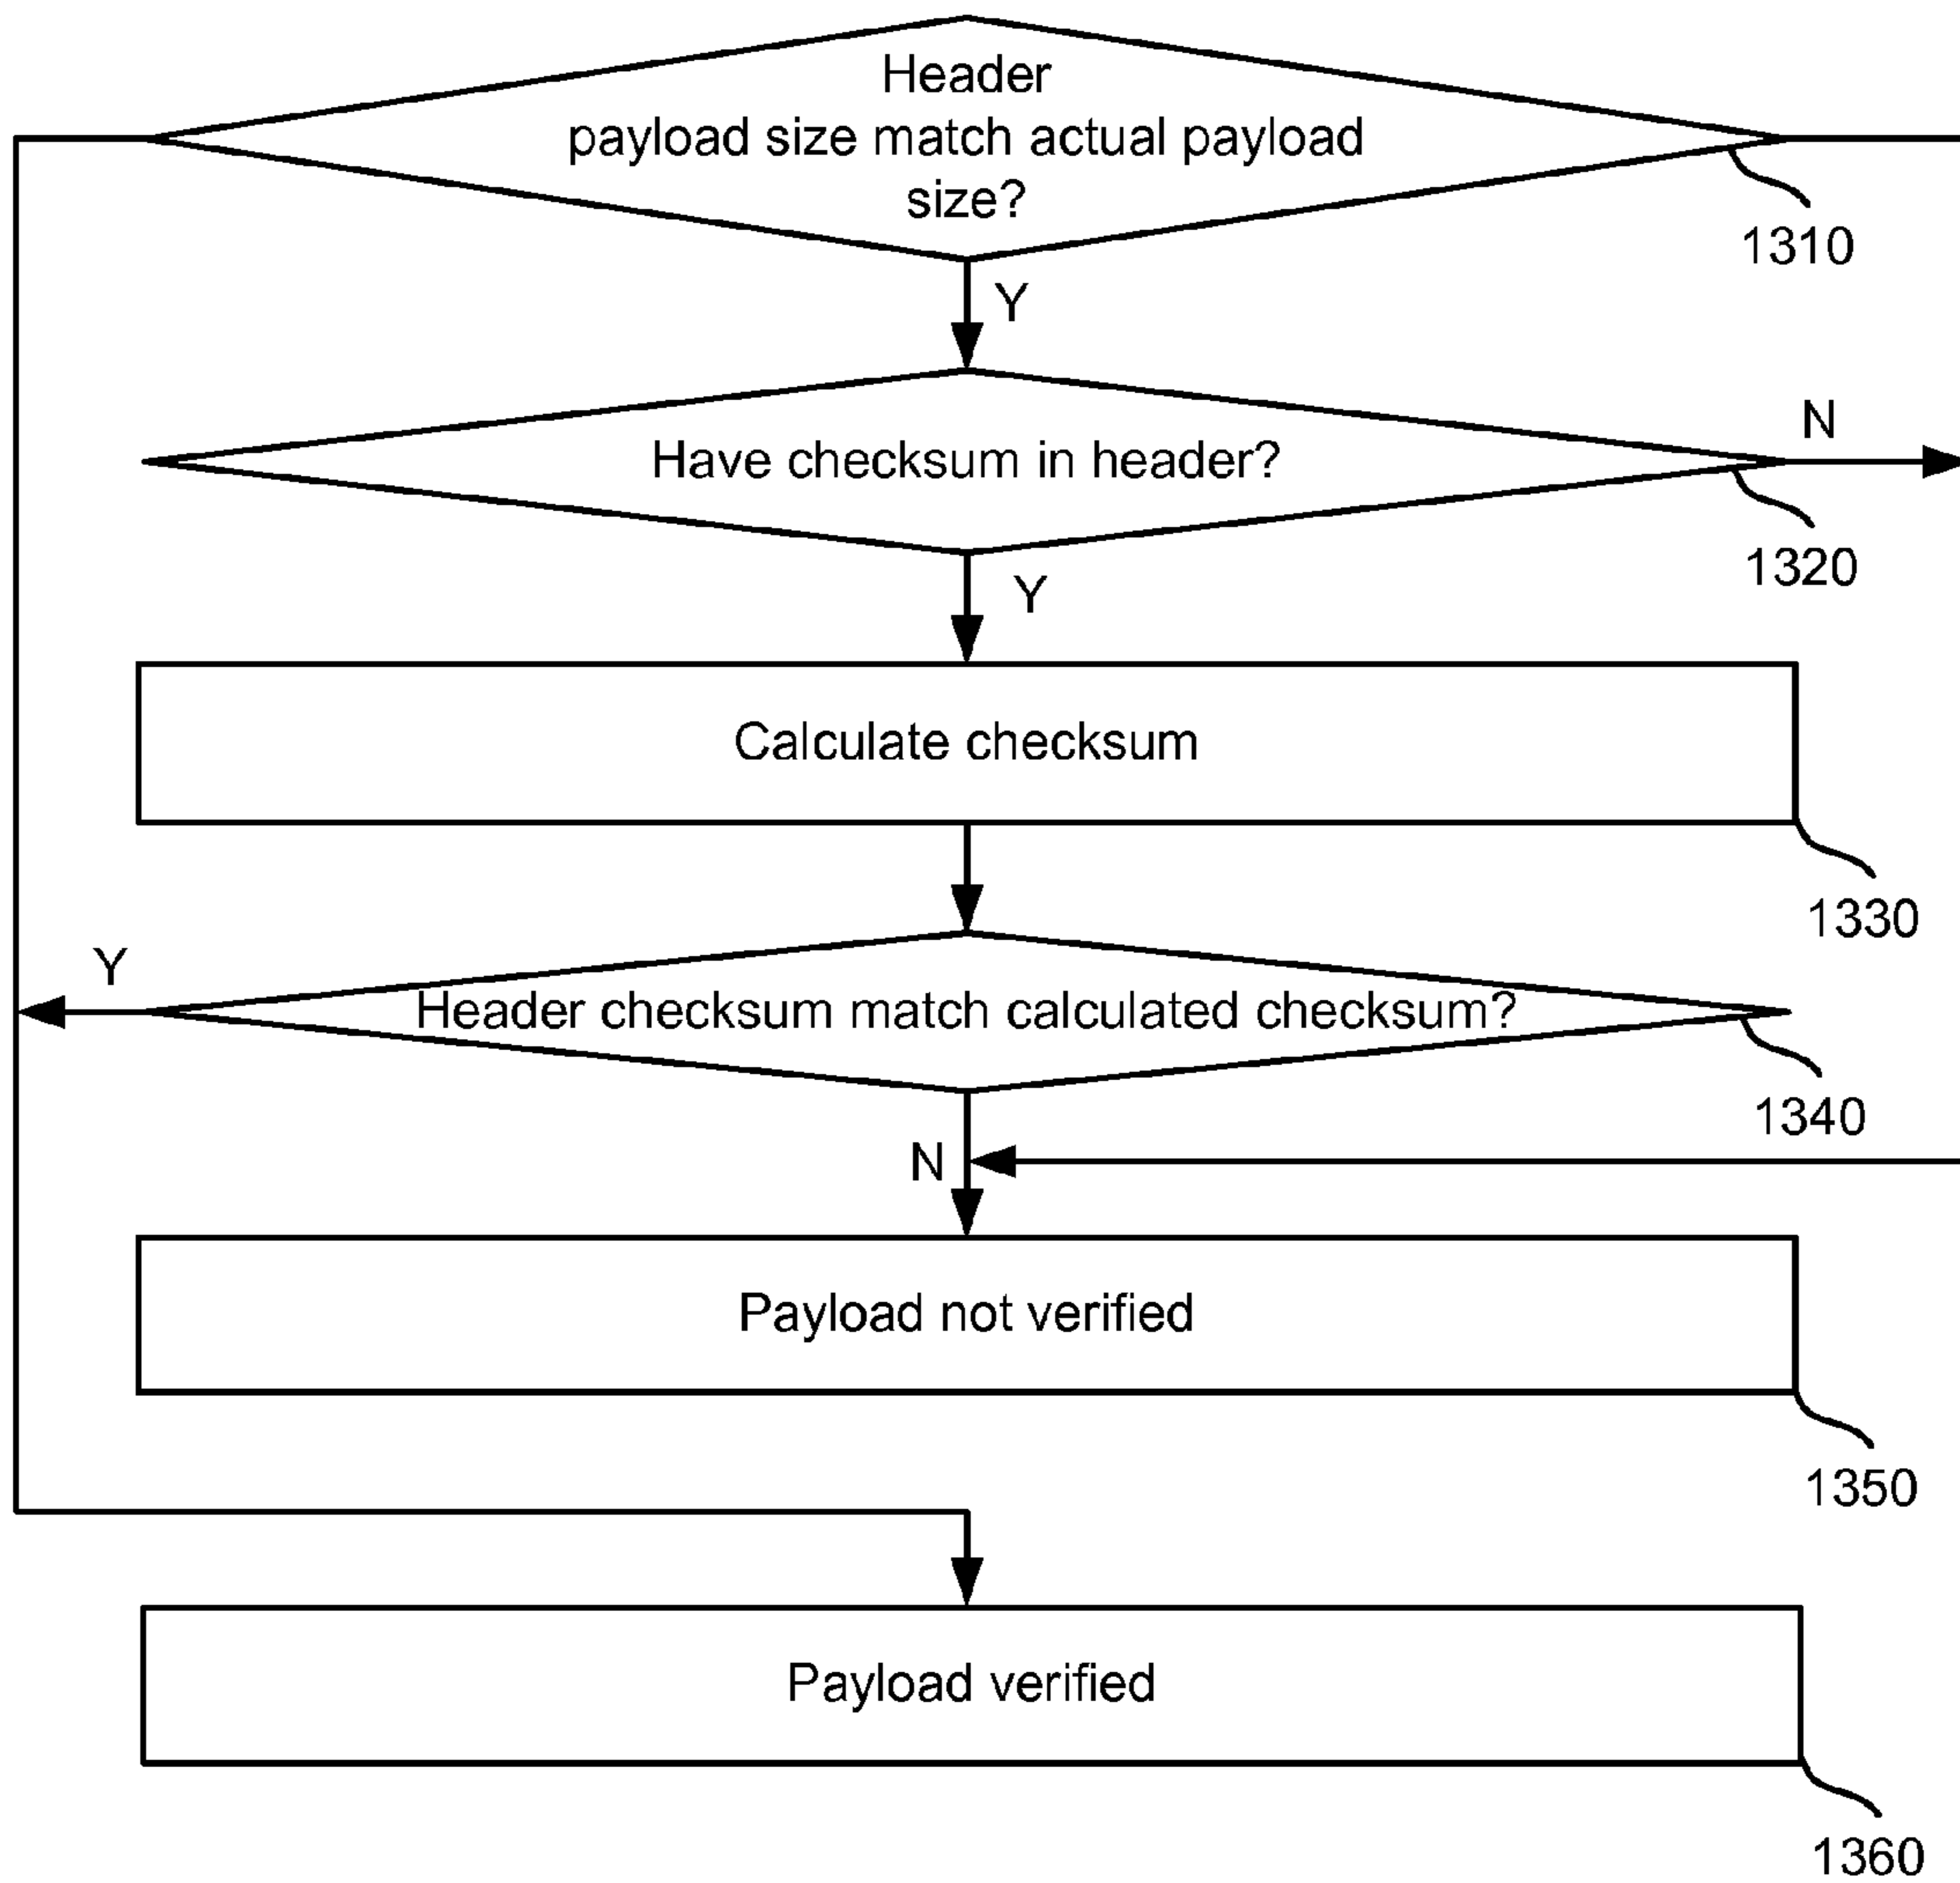 Header
payload size match actual payload
size?
1310
Y
N
Have checksum in header?
1320
Y
Calculate checksum
1330
Y
Header checksum match calculated checksum?
1340
N
Payload not verified
1350
Payload verified
1360